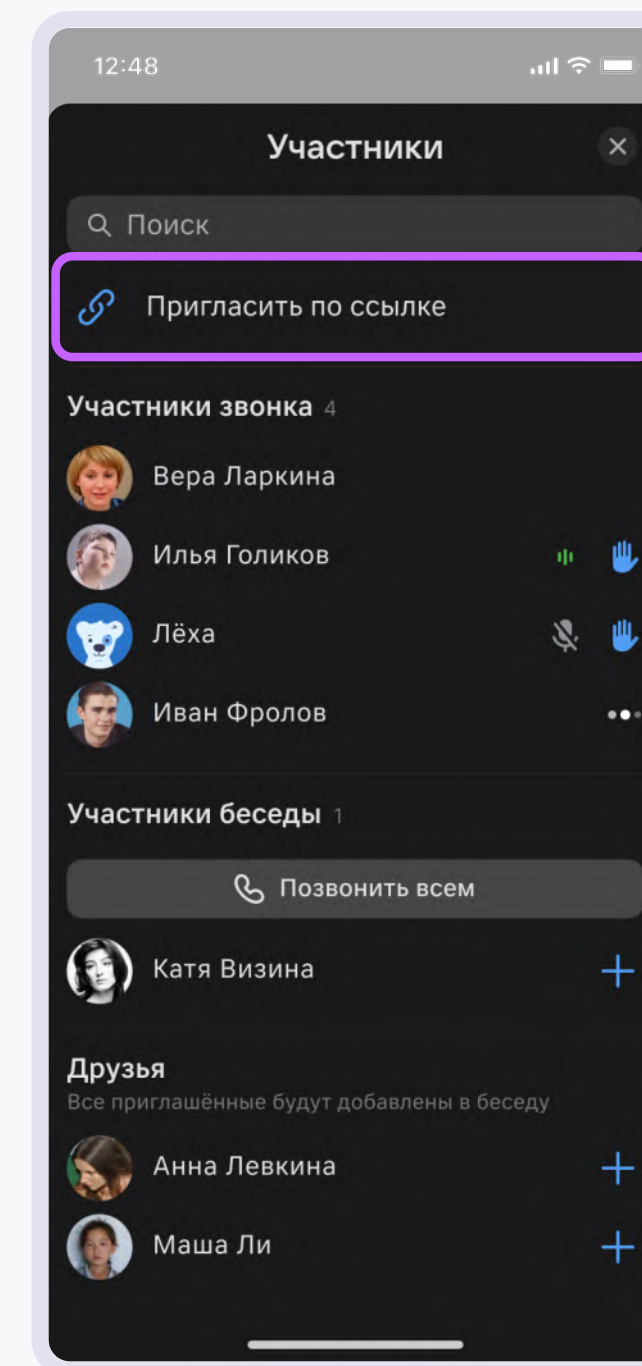 12:48
Участники
Поиск
Пригласить по ссылке
Участники звонка 4
Вера Ларкина
Илья Голиков
Лёха
Иван Фролов
Участники беседы 1
Позвонить всем
Катя Визина
Друзья
Все приглашённые будут добавлены в беседу
Анна Левкина
Маша Ли